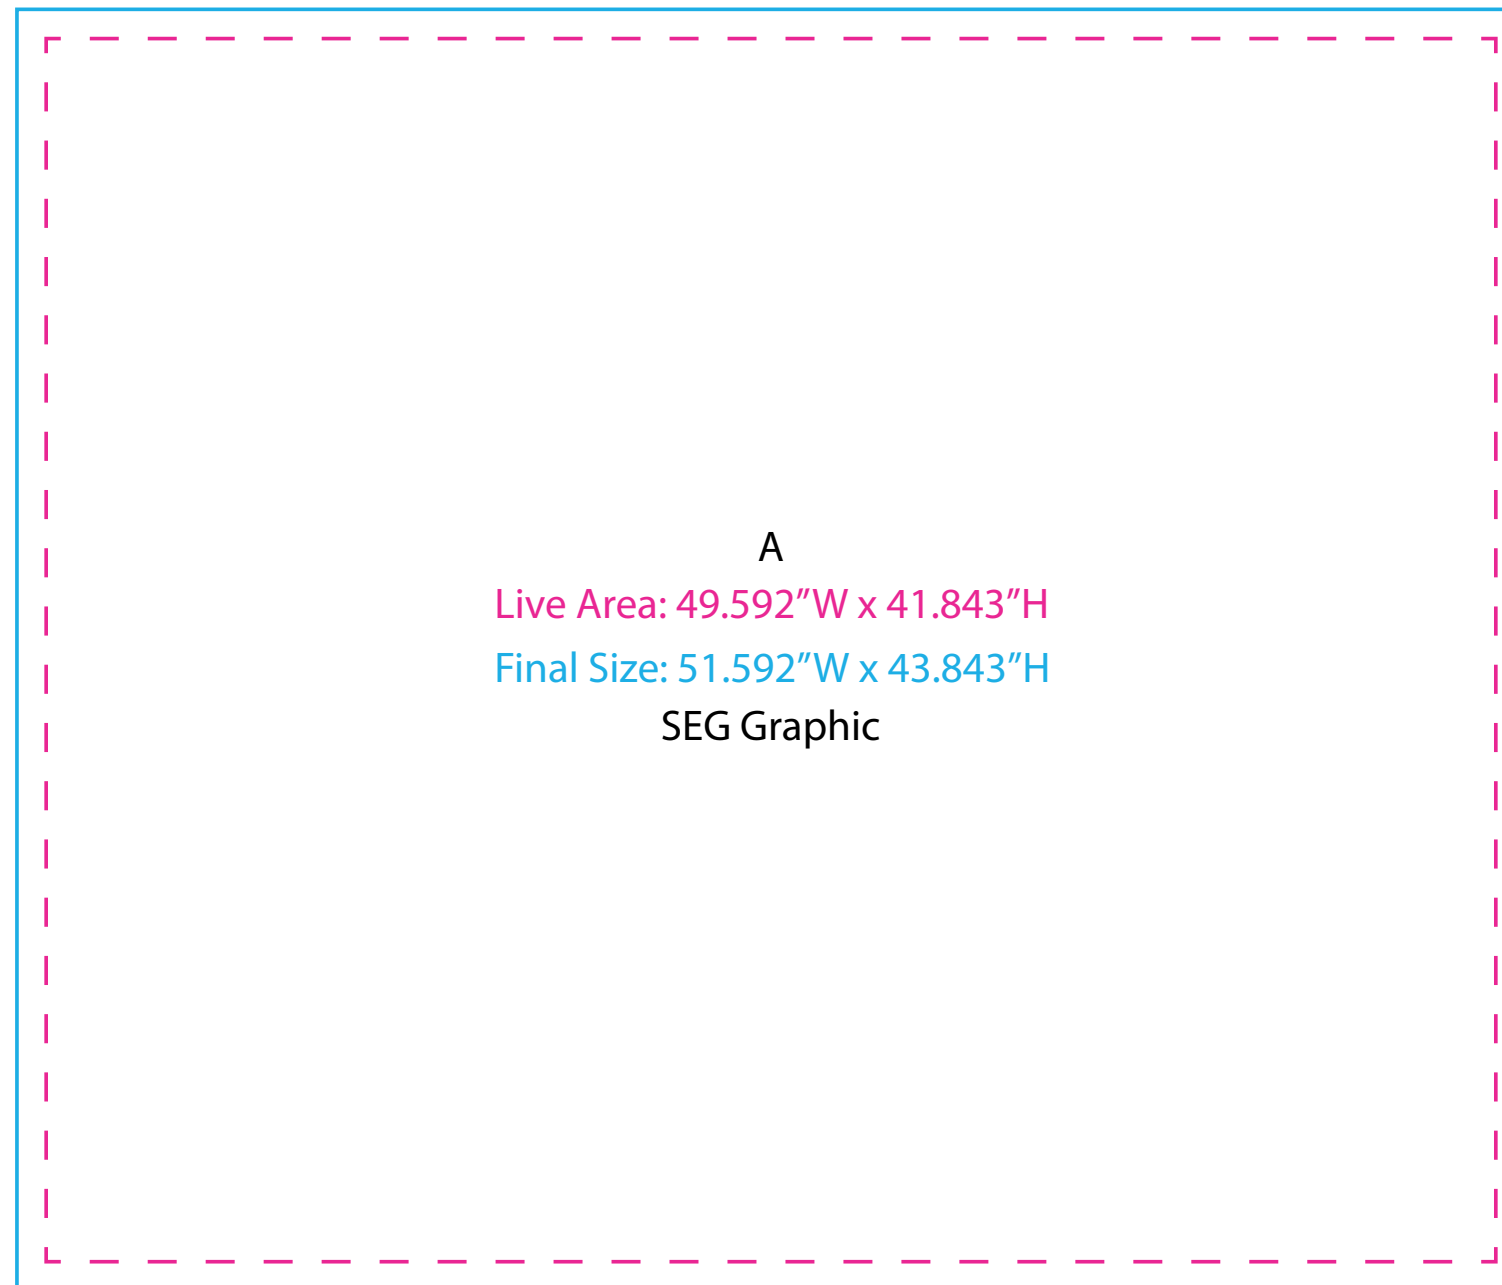 A
Live Area: 49.592”W x 41.843”H
Final Size: 51.592”W x 43.843”H
SEG Graphic